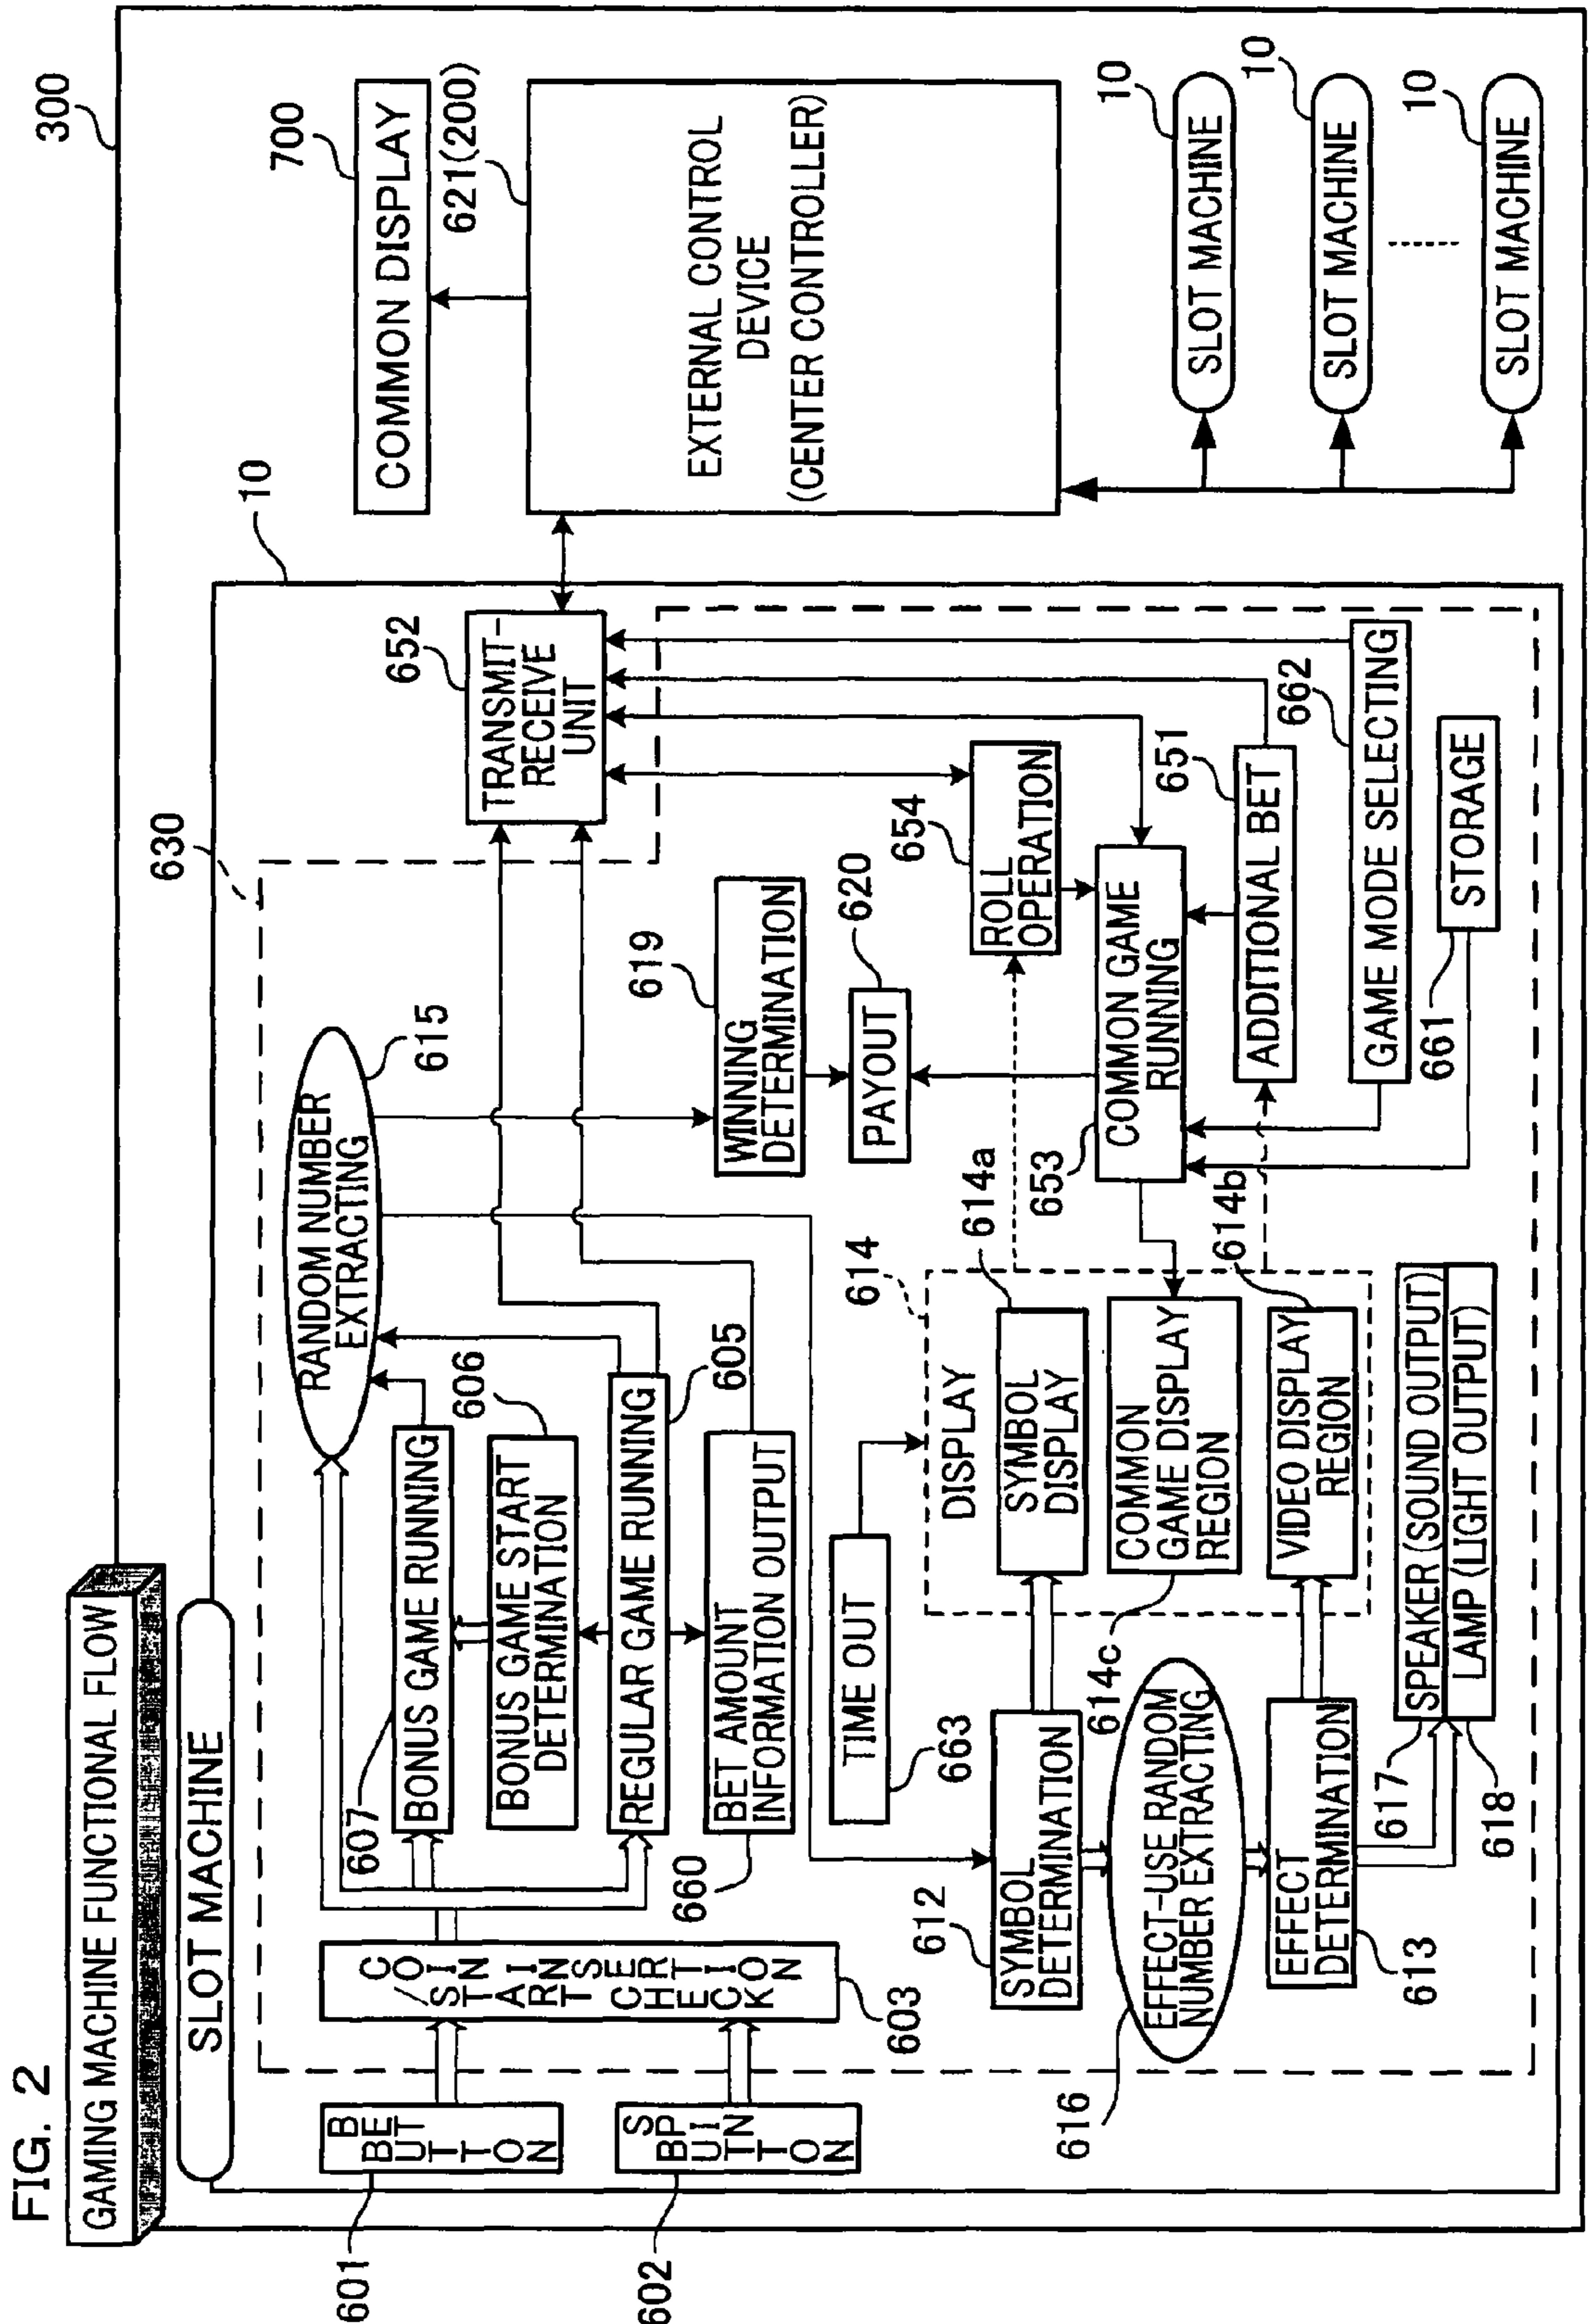 FIG. 2
GAMING MACHINE FUNCTIONAL FLOW
300
SLOT MACHINE
10
630
601
BET
BUTTON
602
SPIN
BUTTON
COIN INSERTION
/START CHECK
603
607
BONUS GAME RUNNING
606
BONUS GAME START
DETERMINATION
REGULAR GAME RUNNING
605
BET AMOUNT
INFORMATION OUTPUT
660
RANDOM NUMBER
EXTRACTING
615
652
TRANSMIT-
RECEIVE
UNIT
700
COMMON DISPLAY
621(200)
EXTERNAL CONTROL
DEVICE
(CENTER CONTROLLER)
619
WINNING
DETERMINATION
620
PAYOUT
654
ROLL
OPERATION
653
COMMON GAME
RUNNING
651
ADDITIONAL BET
662
GAME MODE SELECTING
661
STORAGE
TIME OUT
663
614
614a
DISPLAY
SYMBOL
DISPLAY
COMMON
GAME DISPLAY
REGION
614c
614b
VIDEO DISPLAY
REGION
612
SYMBOL
DETERMINATION
616
EFFECT-USE RANDOM
NUMBER EXTRACTING
EFFECT
DETERMINATION
613
617
SPEAKER (SOUND OUTPUT)
LAMP (LIGHT OUTPUT)
618
10
SLOT MACHINE
10
SLOT MACHINE
10
SLOT MACHINE